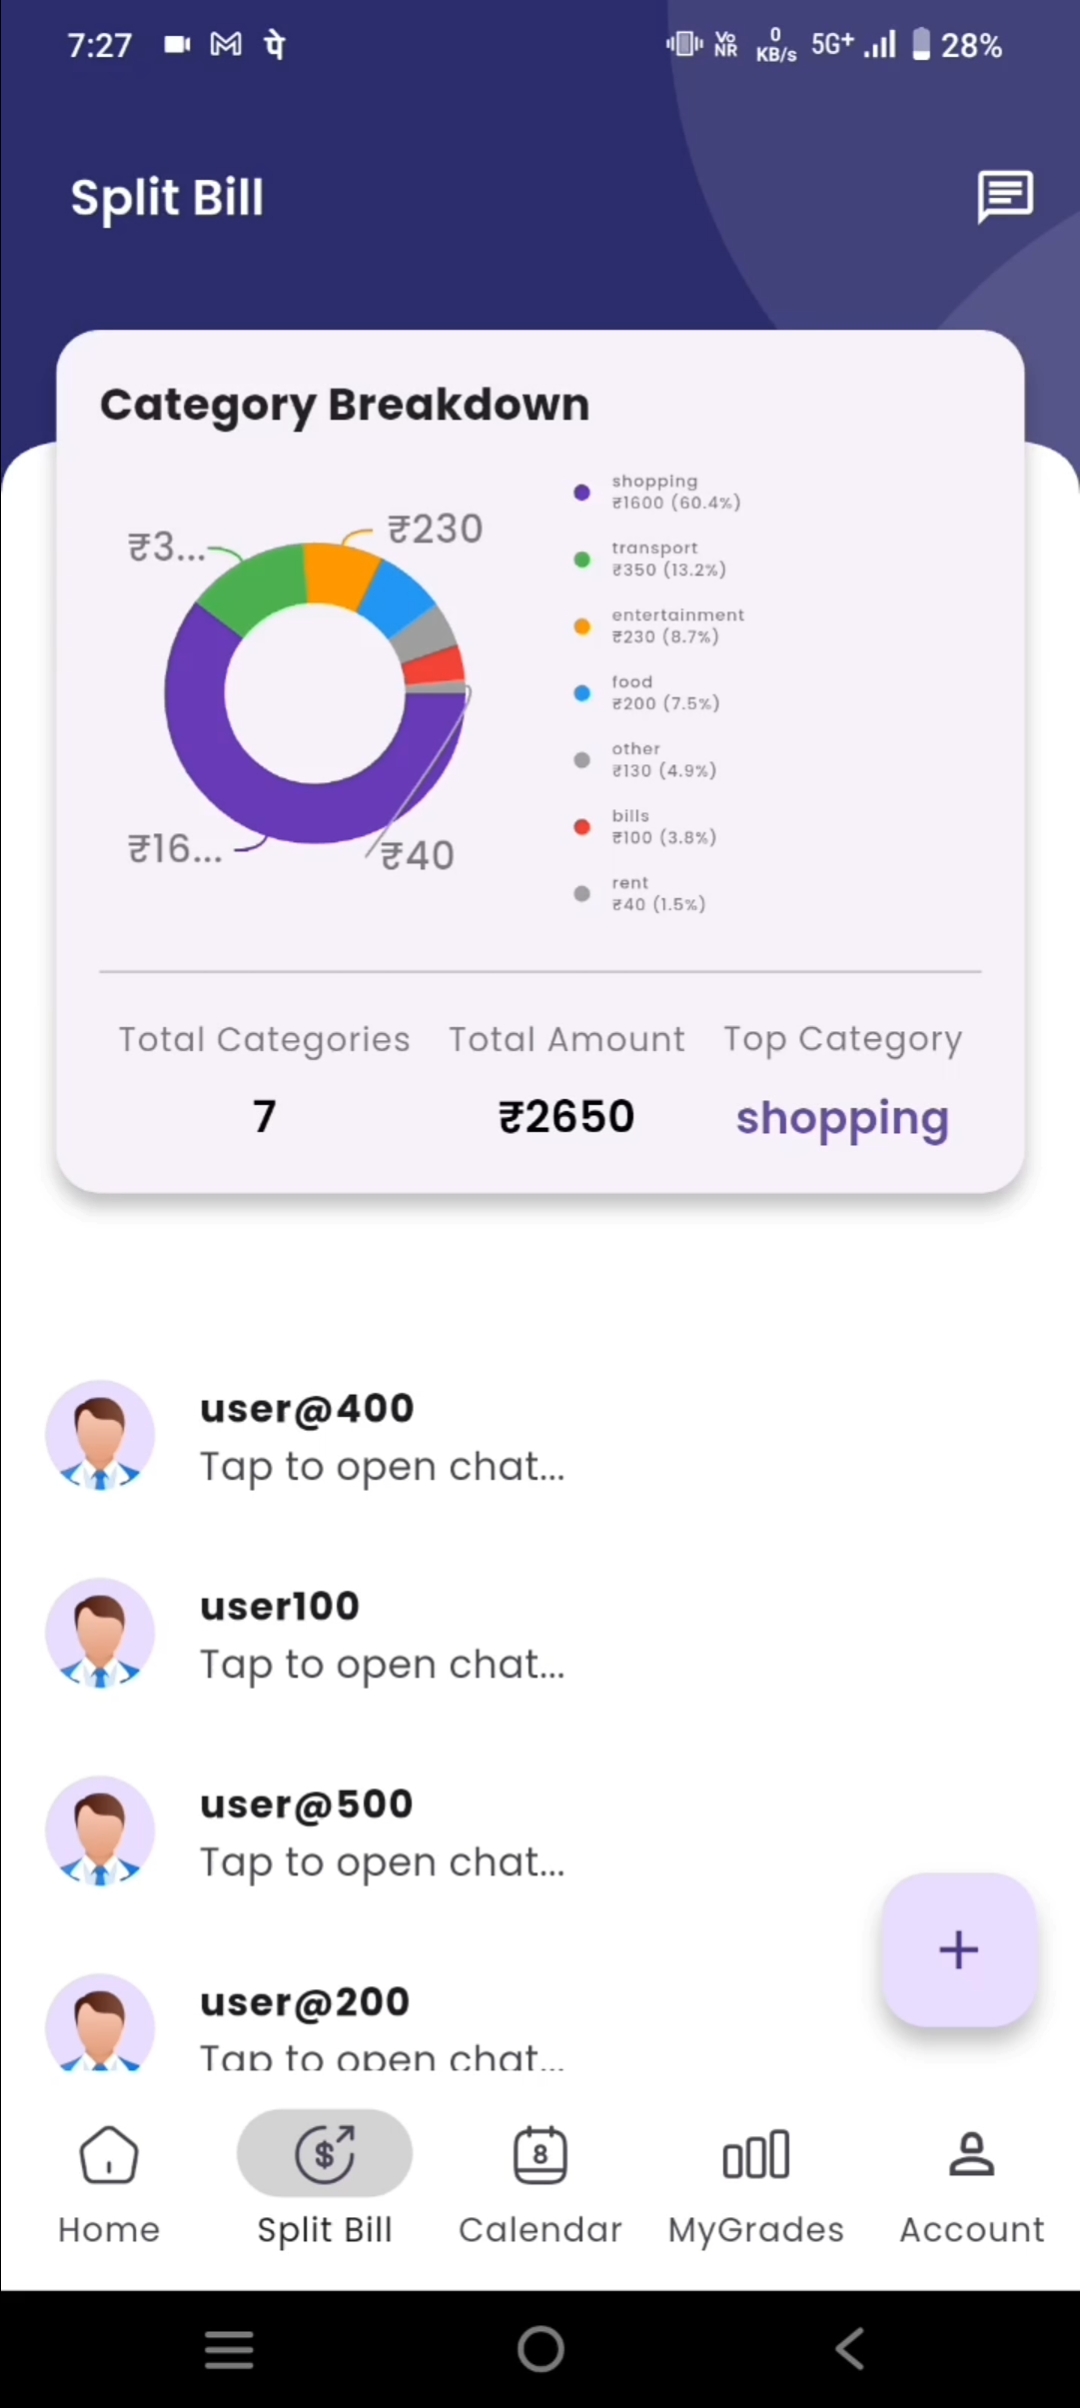 7:27 पे Vo NR 0 KB/s 5G+ 28%
Split Bill
Category Breakdown
₹3...
₹230
₹16...
₹40
shopping
₹1600 (60.4%)
transport
₹350 (13.2%)
entertainment
₹230 (8.7%)
food
₹200 (7.5%)
other
₹130 (4.9%)
bills
₹100 (3.8%)
rent
₹40 (1.5%)
Total Categories Total Amount Top Category
7 ₹2650 shopping
user@400
Tap to open chat...
user100
Tap to open chat...
user@500
Tap to open chat...
user@200
Tap to open chat...
$ 8
Home Split Bill Calendar MyGrades Account